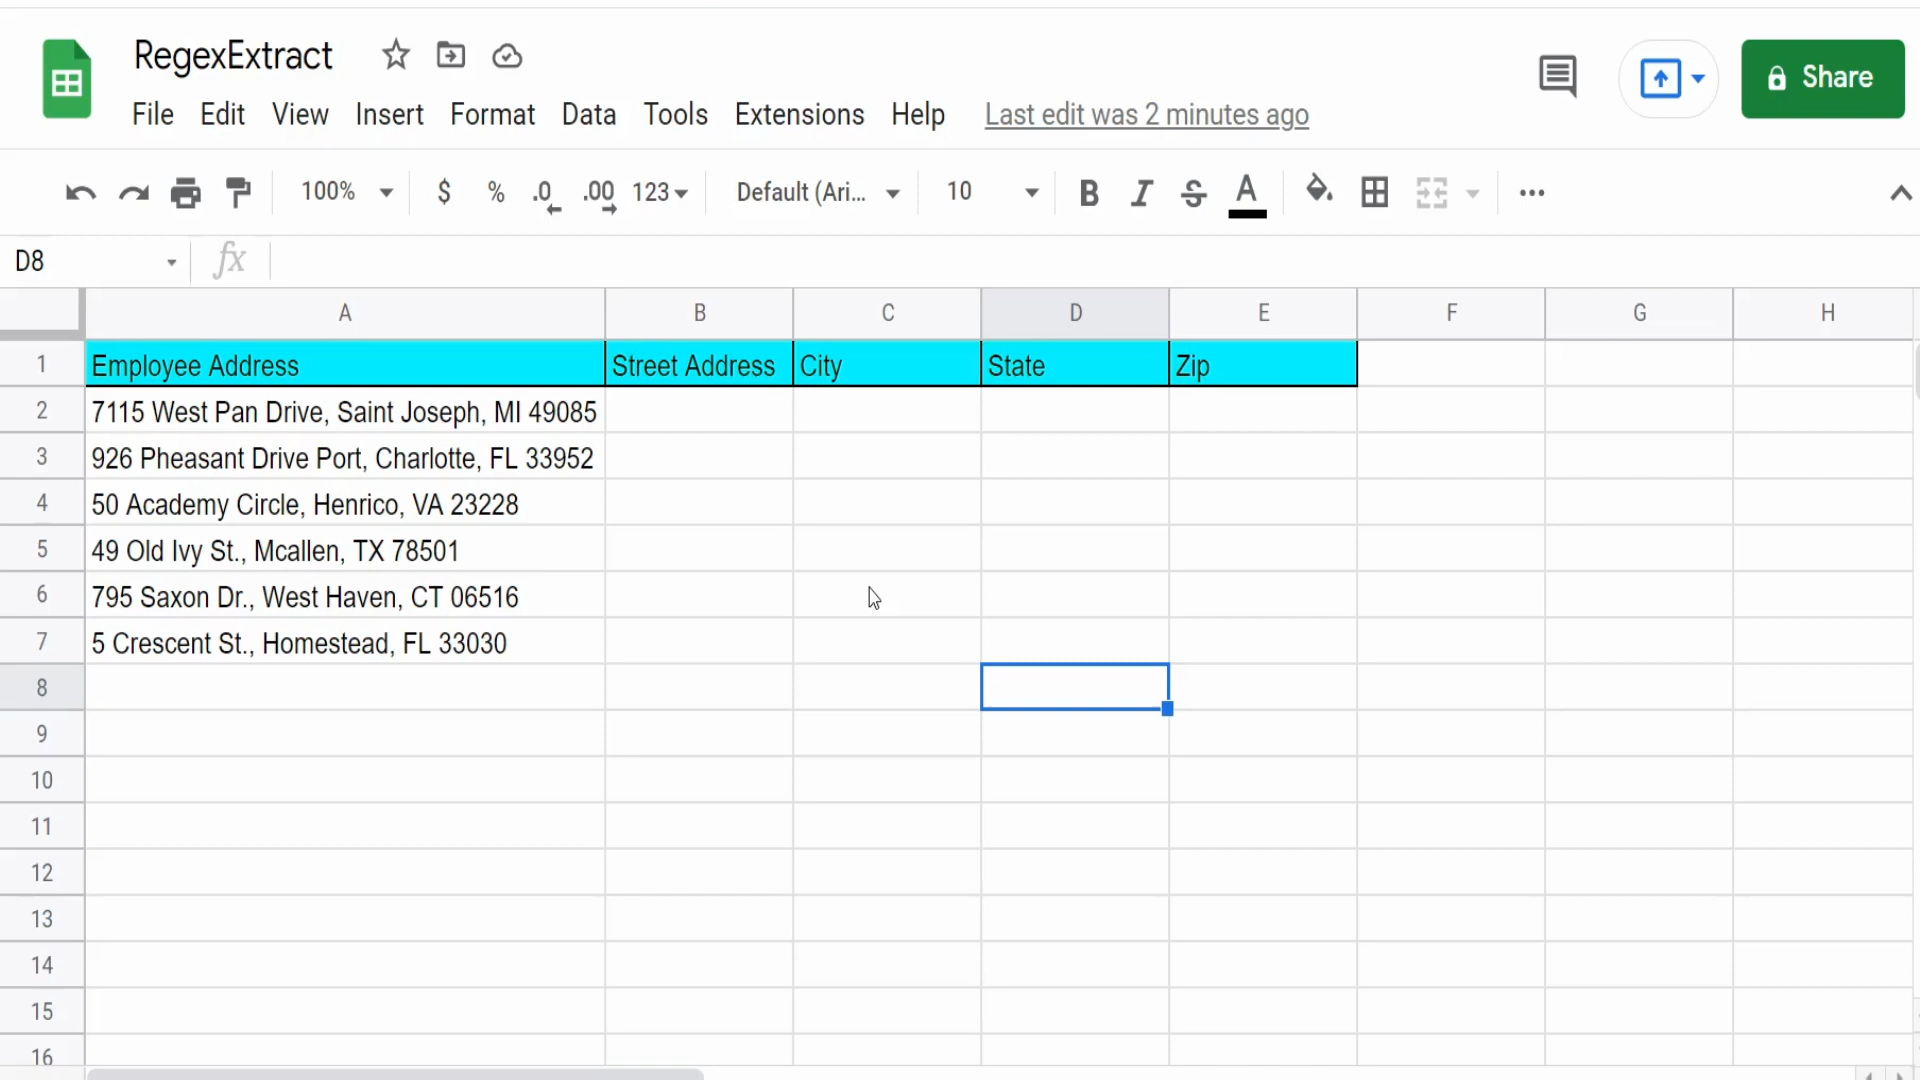 RegexExtract
File Edit View Insert Format Data Tools Extensions Help Last edit was 2 minutes ago
Share
100% $ % .0 .00 123 Default (Ari... 10 B I S A
D8 fx
A B C D E F G H
1 Employee Address Street Address City State Zip
2 7115 West Pan Drive, Saint Joseph, MI 49085
3 926 Pheasant Drive Port, Charlotte, FL 33952
4 50 Academy Circle, Henrico, VA 23228
5 49 Old Ivy St., Mcallen, TX 78501
6 795 Saxon Dr., West Haven, CT 06516
7 5 Crescent St., Homestead, FL 33030
8
9
10
11
12
13
14
15
16